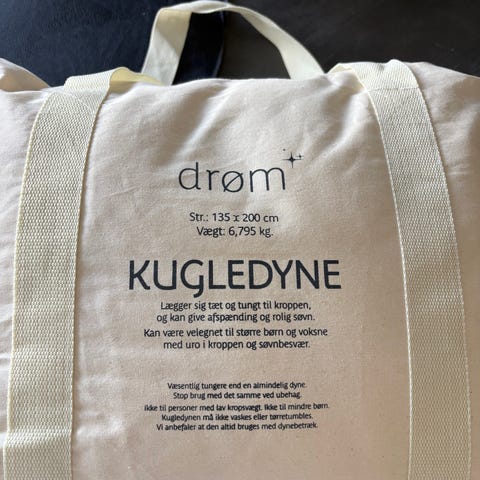 drøm
Str.: 135 x 200 cm
Vægt: 6,795 kg.
KUGLEDYNE
Lægger sig tæt og tungt til kroppen,
og kan give afspænding og rolig søvn.
Kan være velegnet til større børn og voksne
med uro i kroppen og søvnbesvær.
Væsentlig tungere end en almindelig dyne.
Stop brug med det samme ved ubehag.
Ikke til personer med lav kropsvægt. Ikke til mindre børn.
Kugledynen må ikke vaskes eller tørretumbles.
Vi anbefaler at den altid bruges med dynebetræk.